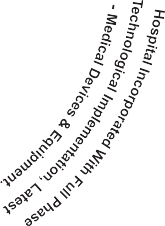 Hospital Incorporated With Full Phase
Technological Implementation, Latest
- Medical Devices & Equipment.